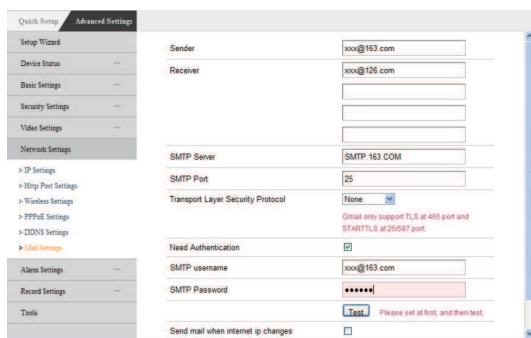 Quick Setup
Advanced Settings
Setup Wizard
Device Status ...
Basic Settings ...
Security Settings ...
Video Settings ...
Network Settings
> IP Settings
> Http Port Settings
> Wireless Settings
> PPPoE Settings
> DDNS Settings
> Mail Settings
Alarm Settings ...
Record Settings ...
Tools
Sender xxx@163.com
Receiver xxx@126.com
SMTP Server SMTP.163.COM
SMTP Port 25
Transport Layer Security Protocol None
Gmail only support TLS at 465 port and
STARTTLS at 25/587 port
Need Authentication
SMTP username xxx@163.com
SMTP Password ••••••
Test Please set at first, and then test.
Send mail when internet ip changes